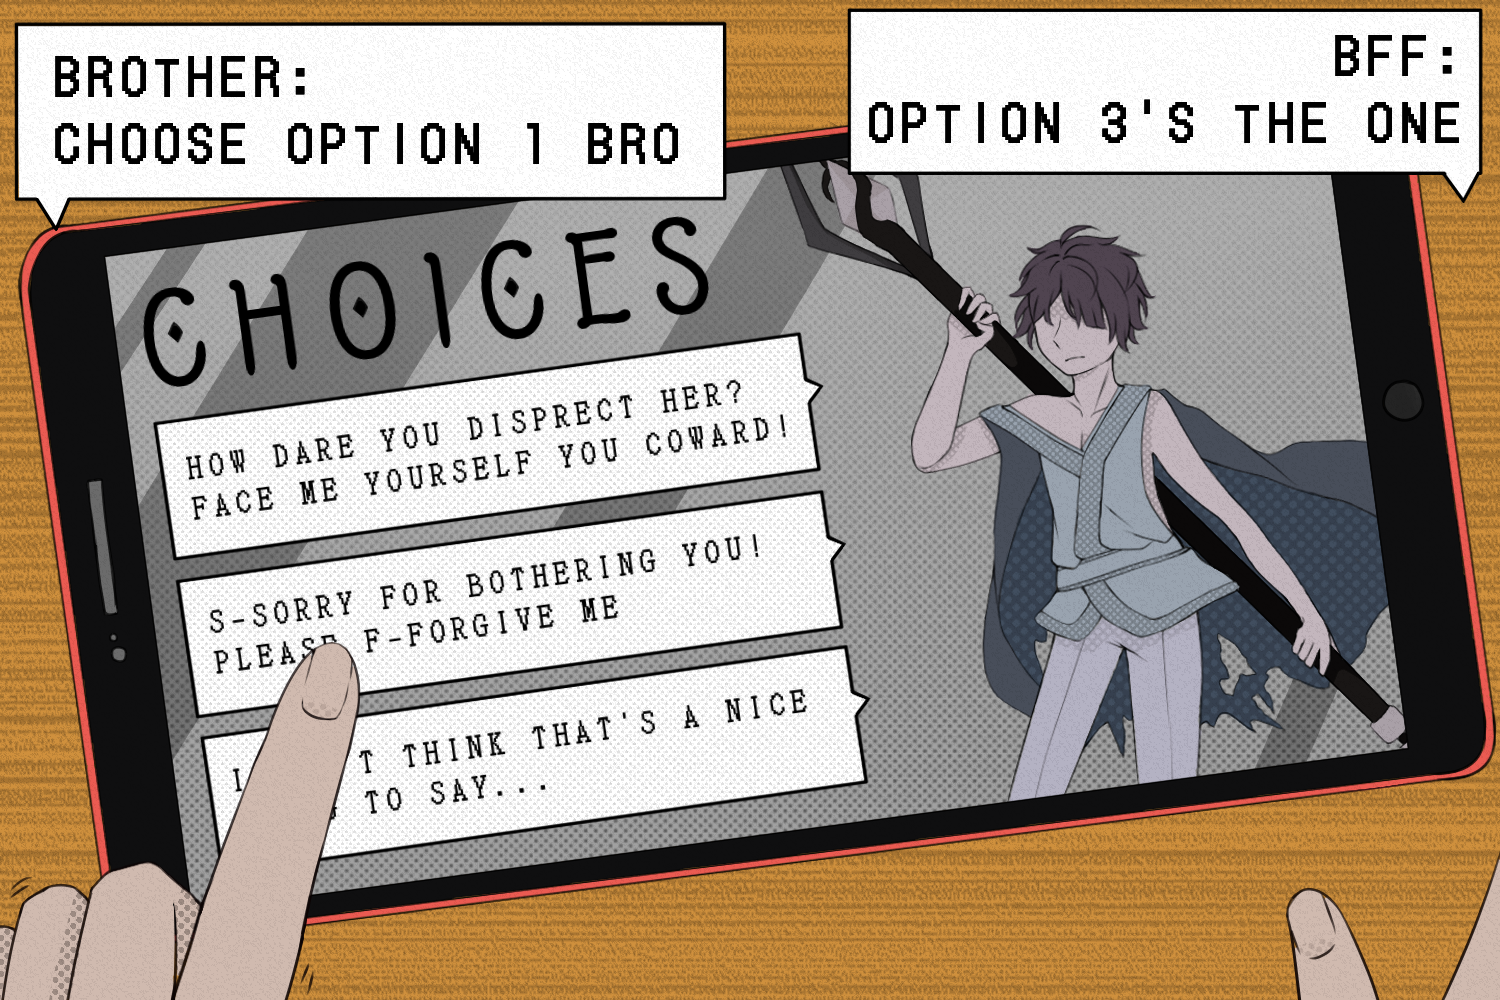 BROTHER:
CHOOSE OPTION 1 BRO
BFF:
OPTION 3'S THE ONE
CHOICES
HOW DARE YOU DISPRECT HER?
FACE ME YOURSELF YOU COWARD!
S-SORRY FOR BOTHERING YOU!
PLEASE F-FORGIVE ME
I THINK THAT'S A NICE
TO SAY...